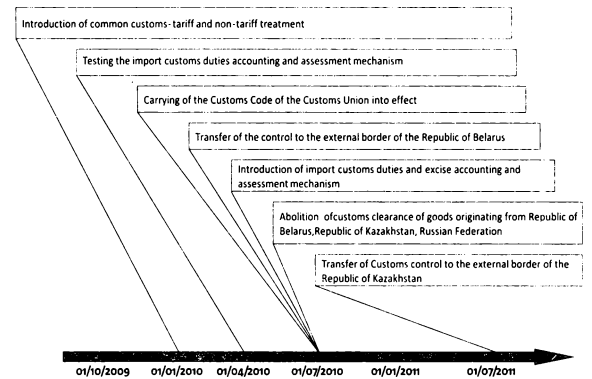 Introduction of common customs-tariff and non-tariff treatment
Testing the import customs duties accounting and assessment mechanism
Carrying of the Customs Code of the Customs Union into effect
Transfer of the control to the external border of the Republic of Belarus
Introduction of import customs duties and excise accounting and
assessment mechanism
Abolition ofcustoms clearance of goods originating from Republic of
Belarus,Republic of Kazakhstan, Russian Federation
Transfer of Customs control to the external border of the
Republic of Kazakhstan
01/10/2009 01/01/2010 01/04/2010 01/07/2010 01/01/2011 01/07/2011